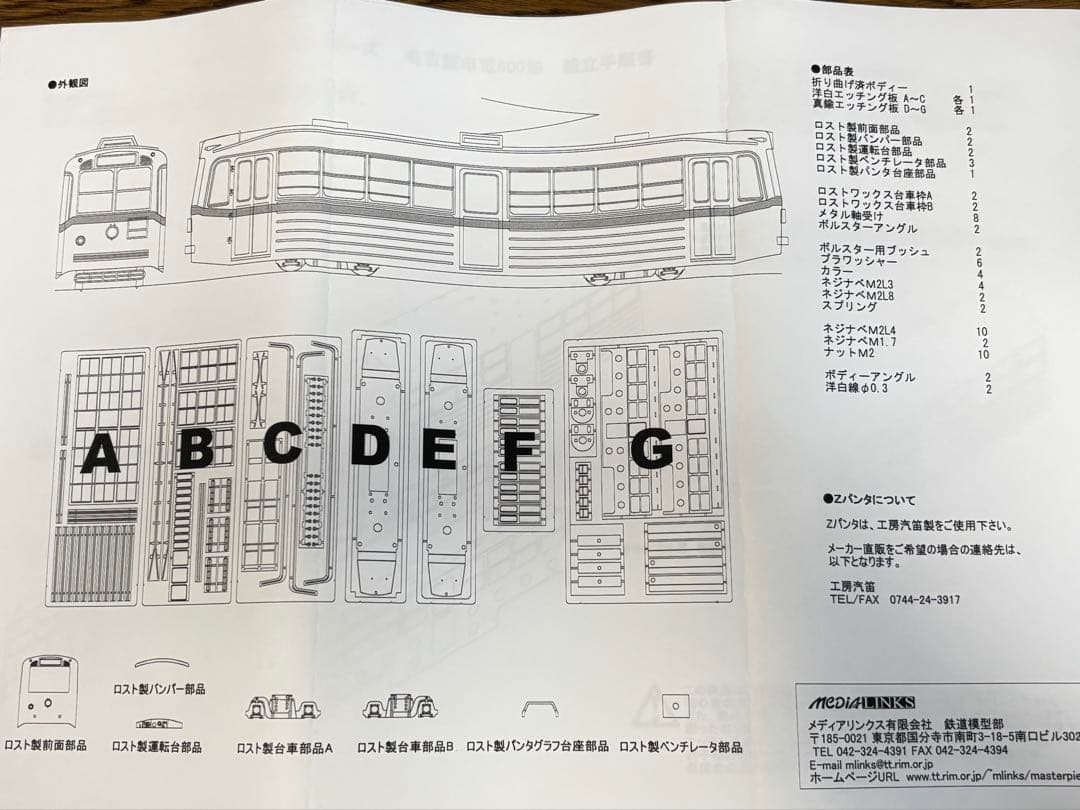 ●外観図
●部品表
折り曲げ済ボディー 1
洋白エッチング板 A～C 各 1
真鍮エッチング板 D～G 各 1
ロスト製前面部品 2
ロスト製バンパー部品 2
ロスト製運転台部品 2
ロスト製ベンチレータ部品 3
ロスト製パンタ台座部品 1
ロストワックス台車枠A 2
ロストワックス台車枠B 2
メタル軸受け 8
ボルスターアングル 2
ボルスター用ブッシュ 2
プラワッシャー 6
カラー 4
ネジナベM2L3 4
ネジナベM2L8 2
スプリング 2
ネジナベM2L4 10
ネジナベM1.7 2
ナットM2 10
ボディーアングル 2
洋白線φ0.3 2
A B C D E F G
●Zパンタについて
Zパンタは、工房汽笛製をご使用下さい。
メーカー直販をご希望の場合の連絡先は、
以下となります。
工房汽笛
TEL/FAX 0744-24-3917
ロスト製前面部品
ロスト製バンパー部品
ロスト製運転台部品
ロスト製台車部品A
ロスト製台車部品B
ロスト製パンタグラフ台座部品
ロスト製ベンチレータ部品
MEDIALINKS
メディアリンクス有限会社 鉄道模型部
〒185-0021 東京都国分寺市南町3-18-5南口ビル302
TEL 042-324-4391 FAX 042-324-4394
E-mail mlinks@tt.rim.or.jp
ホームページURL www.tt.rim.or.jp/~mlinks/masterpie